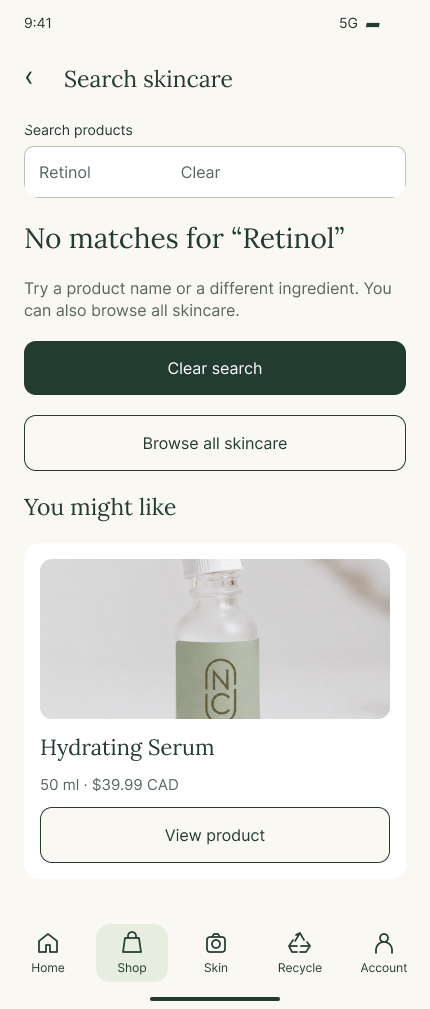 9:41
5G
Search skincare
Search products
Retinol
Clear
No matches for “Retinol”
Try a product name or a different ingredient. You
can also browse all skincare.
Clear search
Browse all skincare
You might like
NC
Hydrating Serum
50 ml · $39.99 CAD
View product
Home
Shop
Skin
Recycle
Account